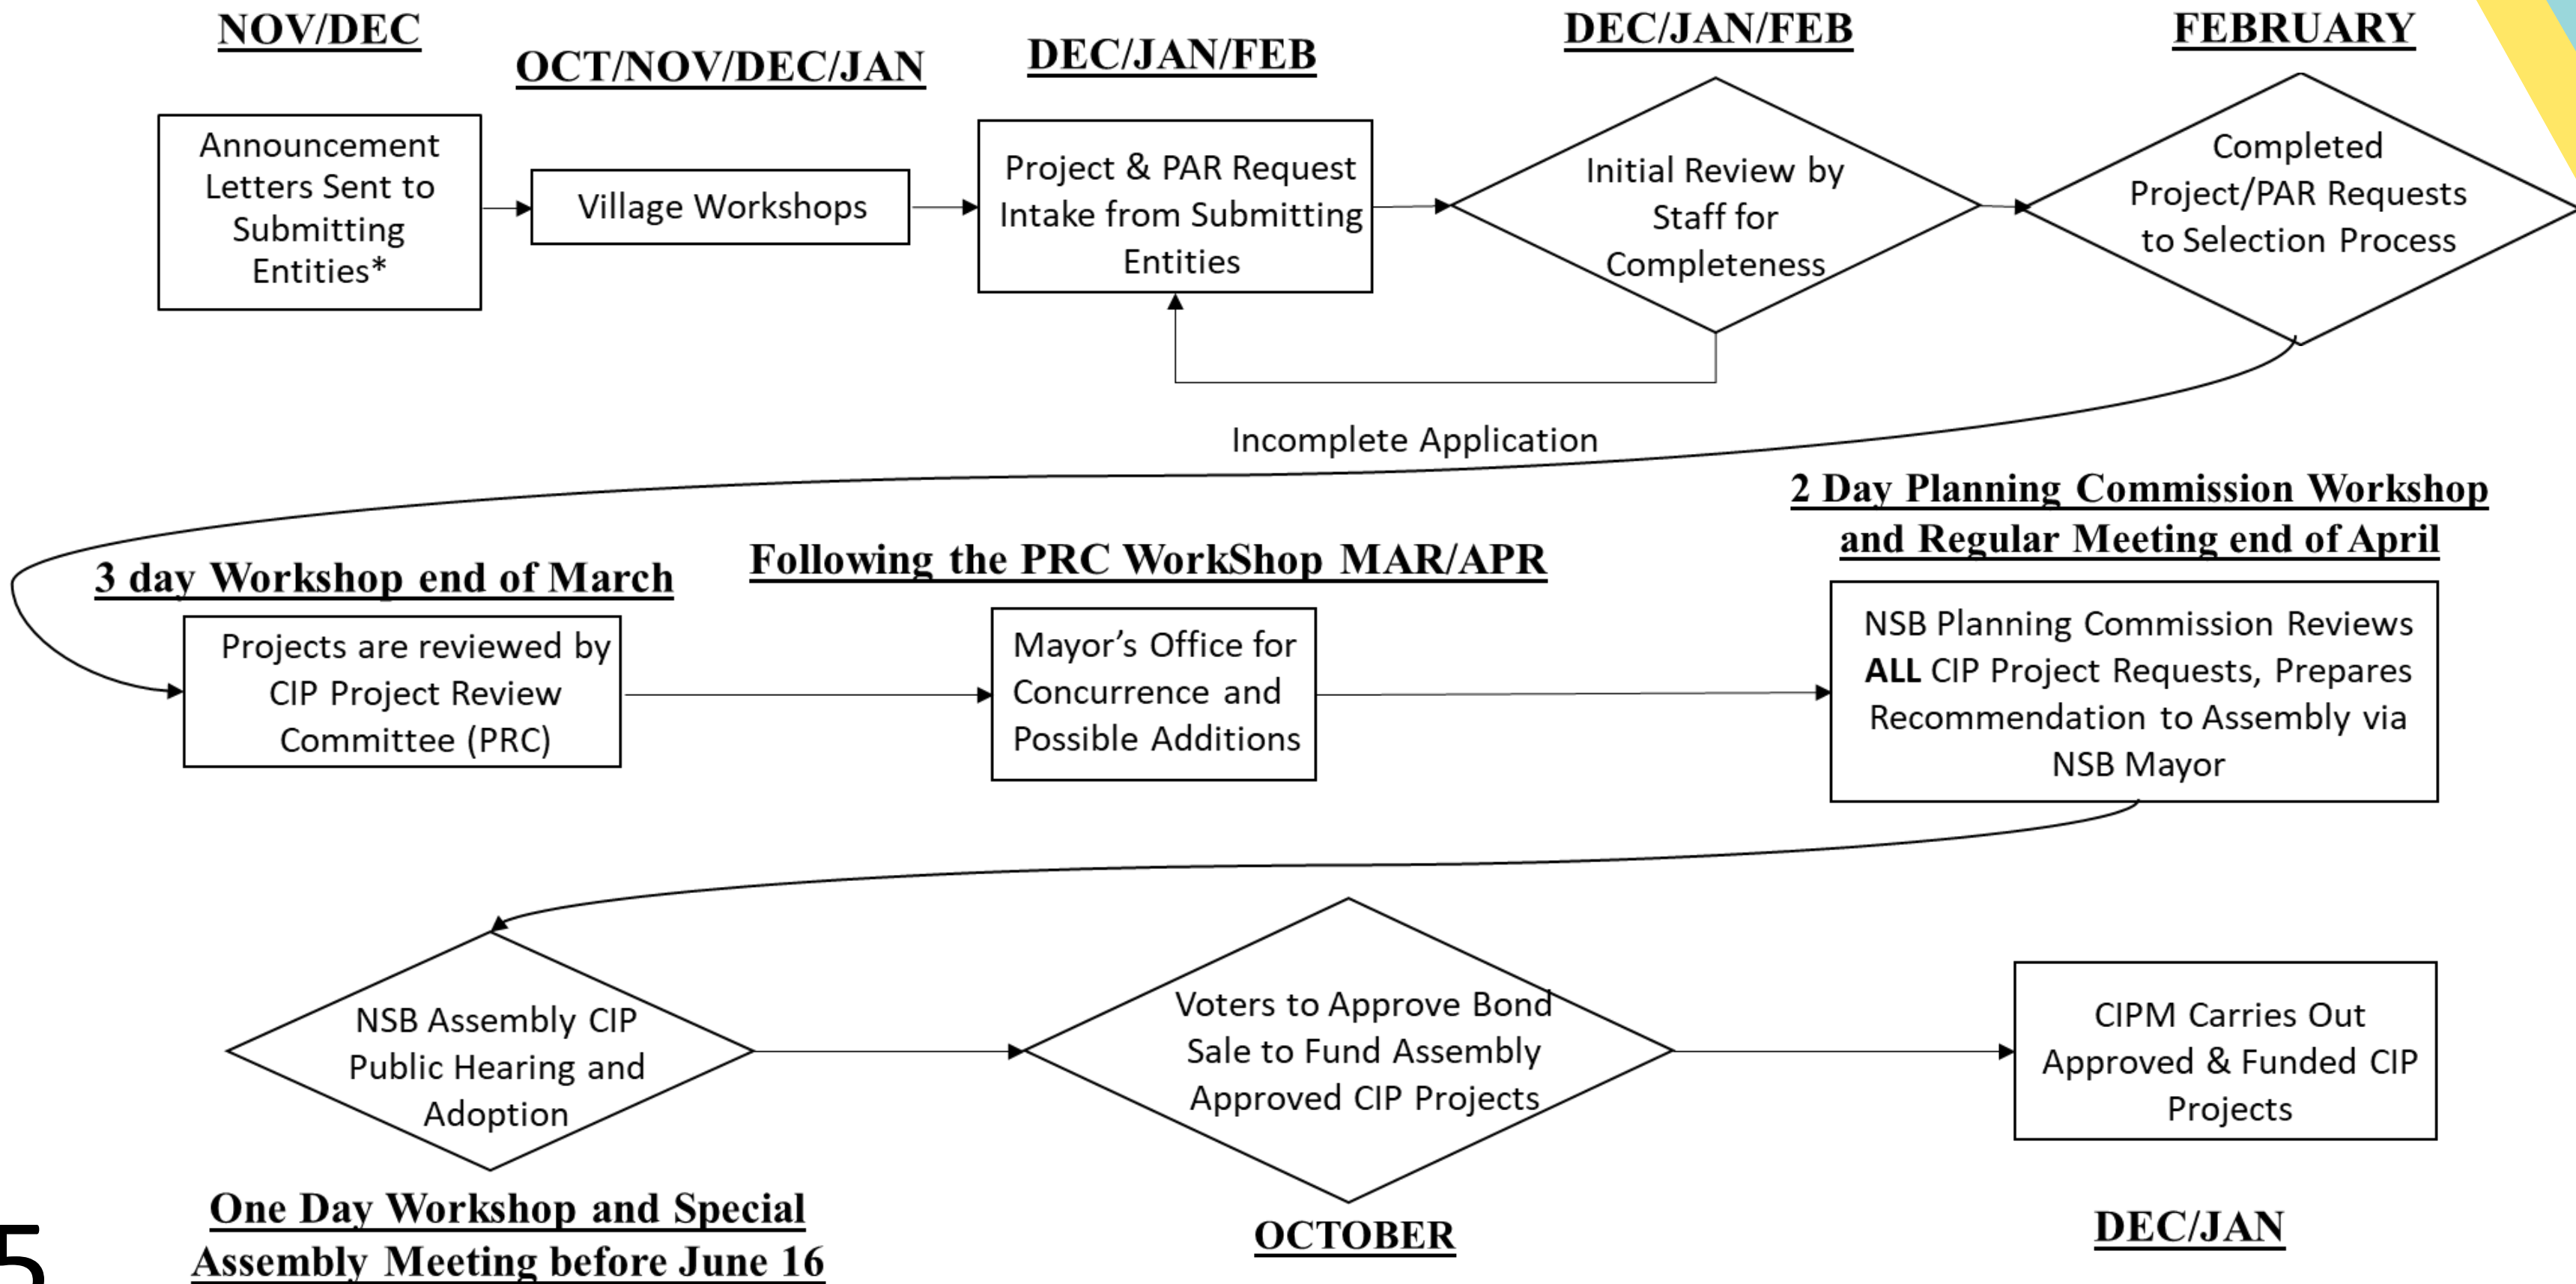 NOV/DEC
Announcement
Letters Sent to
Submitting
Entities*
OCT/NOV/DEC/JAN
Village Workshops
DEC/JAN/FEB
Project & PAR Request
Intake from Submitting
Entities
DEC/JAN/FEB
Initial Review by
Staff for
Completeness
FEBRUARY
Completed
Project/PAR Requests
to Selection Process
Incomplete Application
3 day Workshop end of March
Projects are reviewed by
CIP Project Review
Committee (PRC)
Following the PRC WorkShop MAR/APR
Mayor’s Office for
Concurrence and
Possible Additions
2 Day Planning Commission Workshop
and Regular Meeting end of April
NSB Planning Commission Reviews
ALL CIP Project Requests, Prepares
Recommendation to Assembly via
NSB Mayor
NSB Assembly CIP
Public Hearing and
Adoption
One Day Workshop and Special
Assembly Meeting before June 16
Voters to Approve Bond
Sale to Fund Assembly
Approved CIP Projects
OCTOBER
CIPM Carries Out
Approved & Funded CIP
Projects
DEC/JAN
5